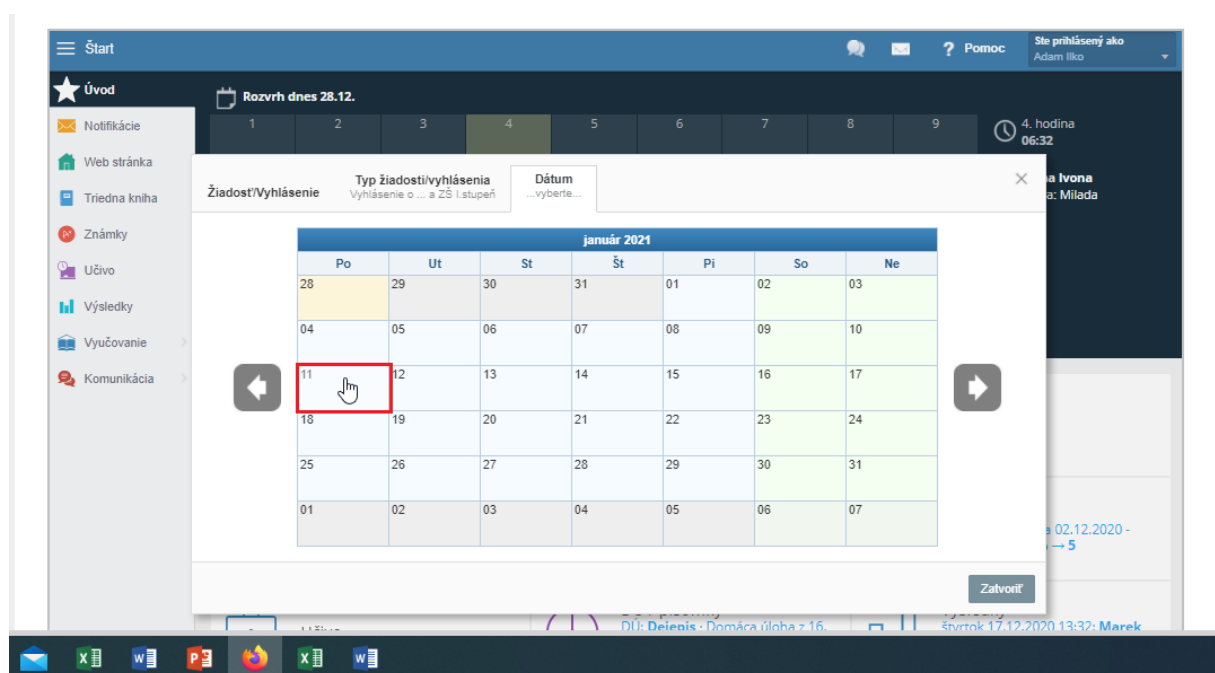 Štart
? Pomoc
Ste prihlásený ako
Adam Ilko
Úvod
Notifikácie
Web stránka
Triedna kniha
Známky
Učivo
Výsledky
Vyučovanie
Komunikácia
Rozvrh dnes 28.12.
1 2 3 4 5 6 7 8 9
4. hodina
06:32
Ivona
a: Milada
Žiadosť/Vyhlásenie
Typ žiadosti/vyhlásenia
Vyhlásenie o ... a ZŠ I.stupeň
Dátum
...vyberte...
január 2021
Po Ut St Št Pi So Ne
28 29 30 31 01 02 03
04 05 06 07 08 09 10
11 12 13 14 15 16 17
18 19 20 21 22 23 24
25 26 27 28 29 30 31
01 02 03 04 05 06 07
02.12.2020 -
→ 5
Zatvoriť
DÚ: Dejepis · Domáca úloha z 16.
štvrtok 17.12.2020 13:32: Marek